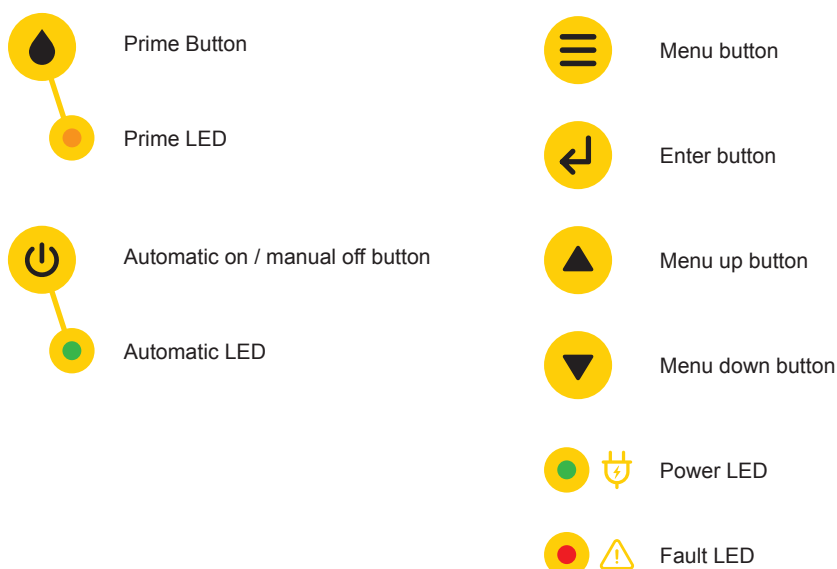 Prime Button
Prime LED
Automatic on / manual off button
Automatic LED
Menu button
Enter button
Menu up button
Menu down button
Power LED
Fault LED